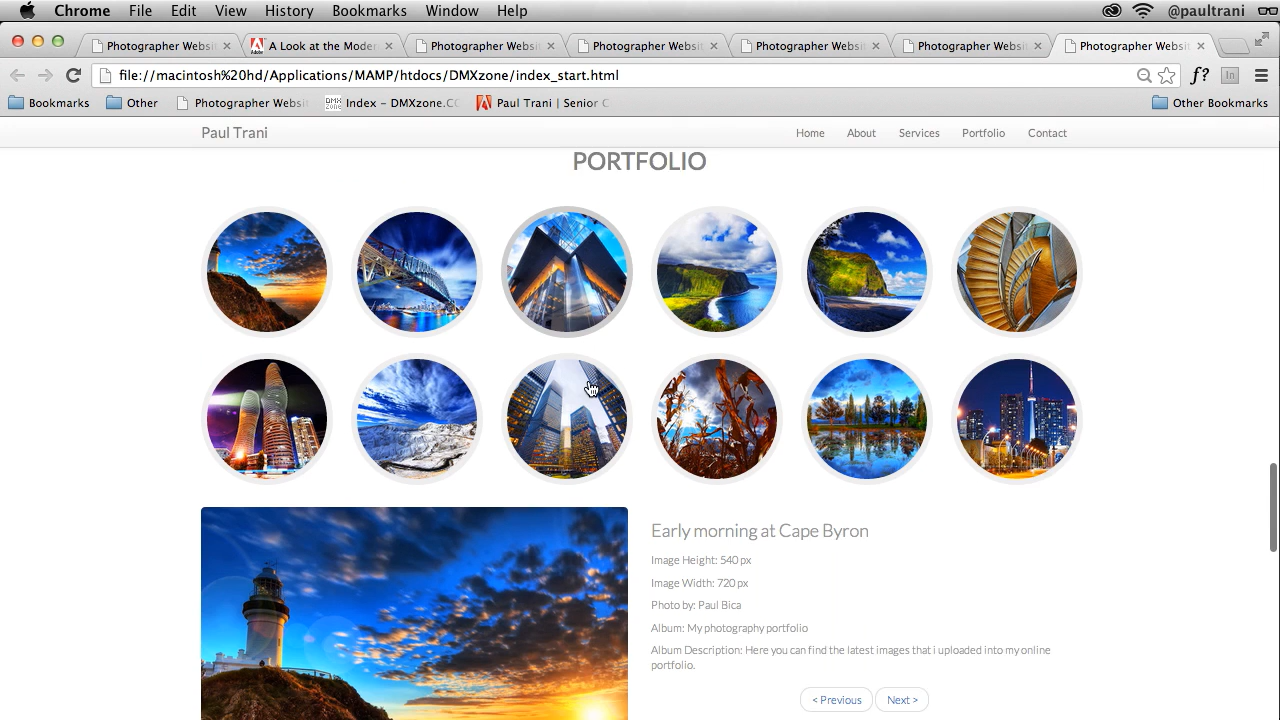 Chrome File Edit View History Bookmarks Window Help @paultrani
Photographer Websi A Look at the Mode Photographer Websi Photographer Websi Photographer Websi Photographer Websi Photographer Websi
file://macintosh%20hd/Applications/MAMP/htdocs/DMXzone/index_start.html f?
Bookmarks Other Photographer Websi Index – DMXzone.CO Paul Trani | Senior Other Bookmarks
Paul Trani Home About Services Portfolio Contact
PORTFOLIO
Early morning at Cape Byron
Image Height: 540 px
Image Width: 720 px
Photo by: Paul Bica
Album: My photography portfolio
Album Description: Here you can find the latest images that i uploaded into my online
portfolio.
< Previous Next >